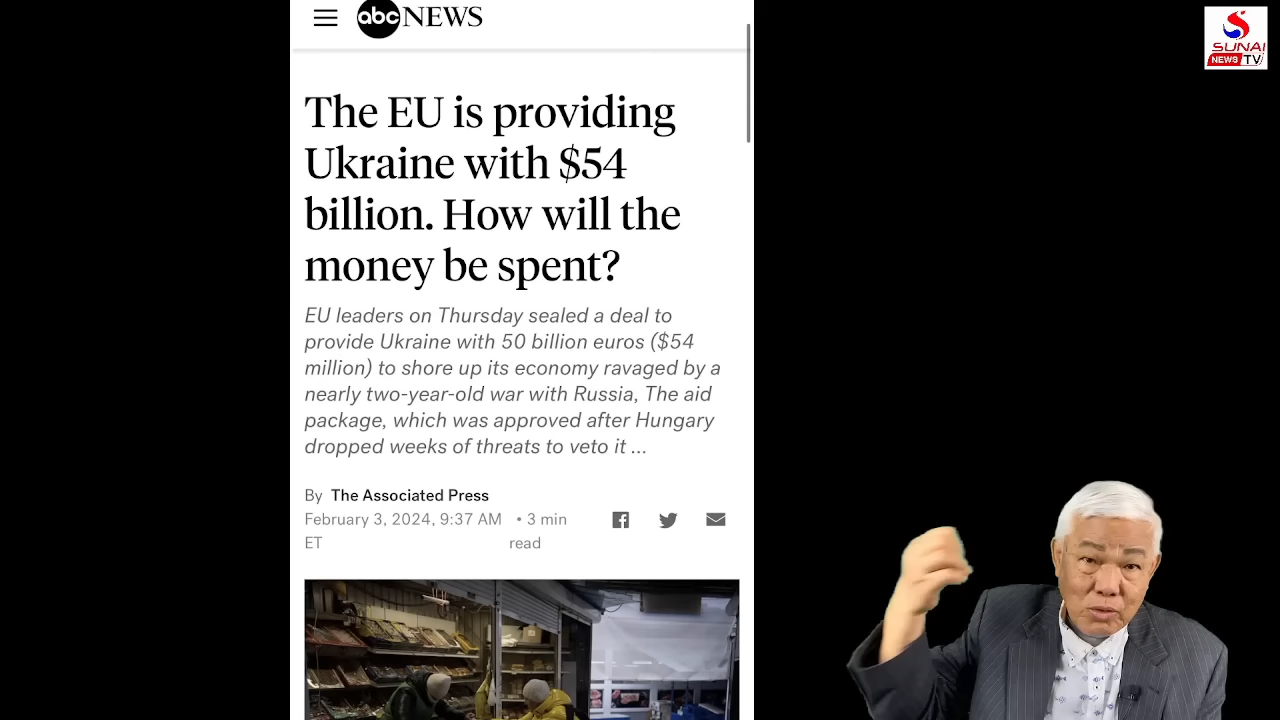 abc NEWS
SUNAI
NEWS TV
The EU is providing
Ukraine with $54
billion. How will the
money be spent?
EU leaders on Thursday sealed a deal to
provide Ukraine with 50 billion euros ($54
million) to shore up its economy ravaged by a
nearly two-year-old war with Russia, The aid
package, which was approved after Hungary
dropped weeks of threats to veto it ...
By The Associated Press
February 3, 2024, 9:37 AM • 3 min
ET read